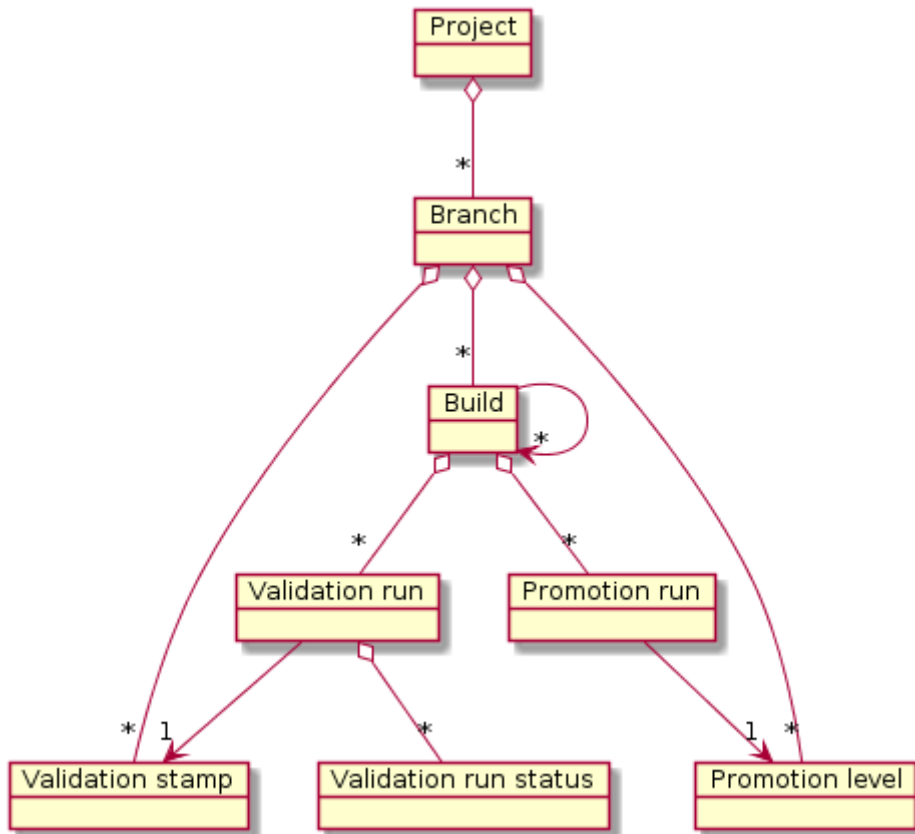 Project
*
Branch
*
Build
*
*
*
Validation run
Promotion run
*
1
*
1
*
Validation stamp
Validation run status
Promotion level